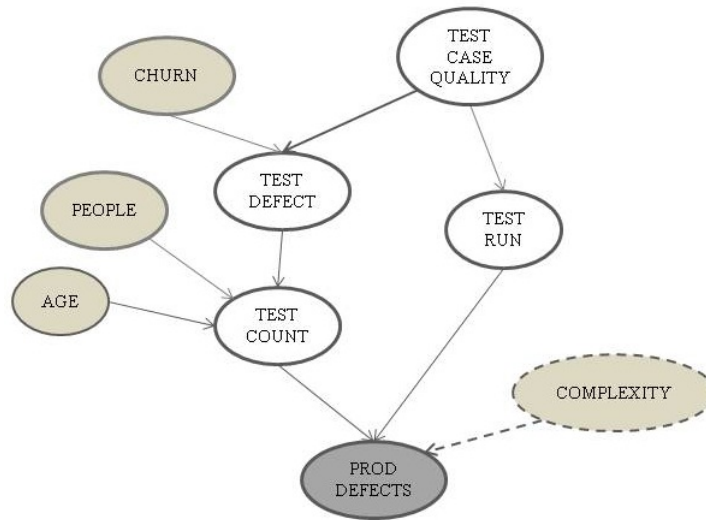 TEST
CASE
QUALITY
CHURN
TEST
DEFECT
PEOPLE
TEST
RUN
AGE
TEST
COUNT
COMPLEXITY
PROD
DEFECTS